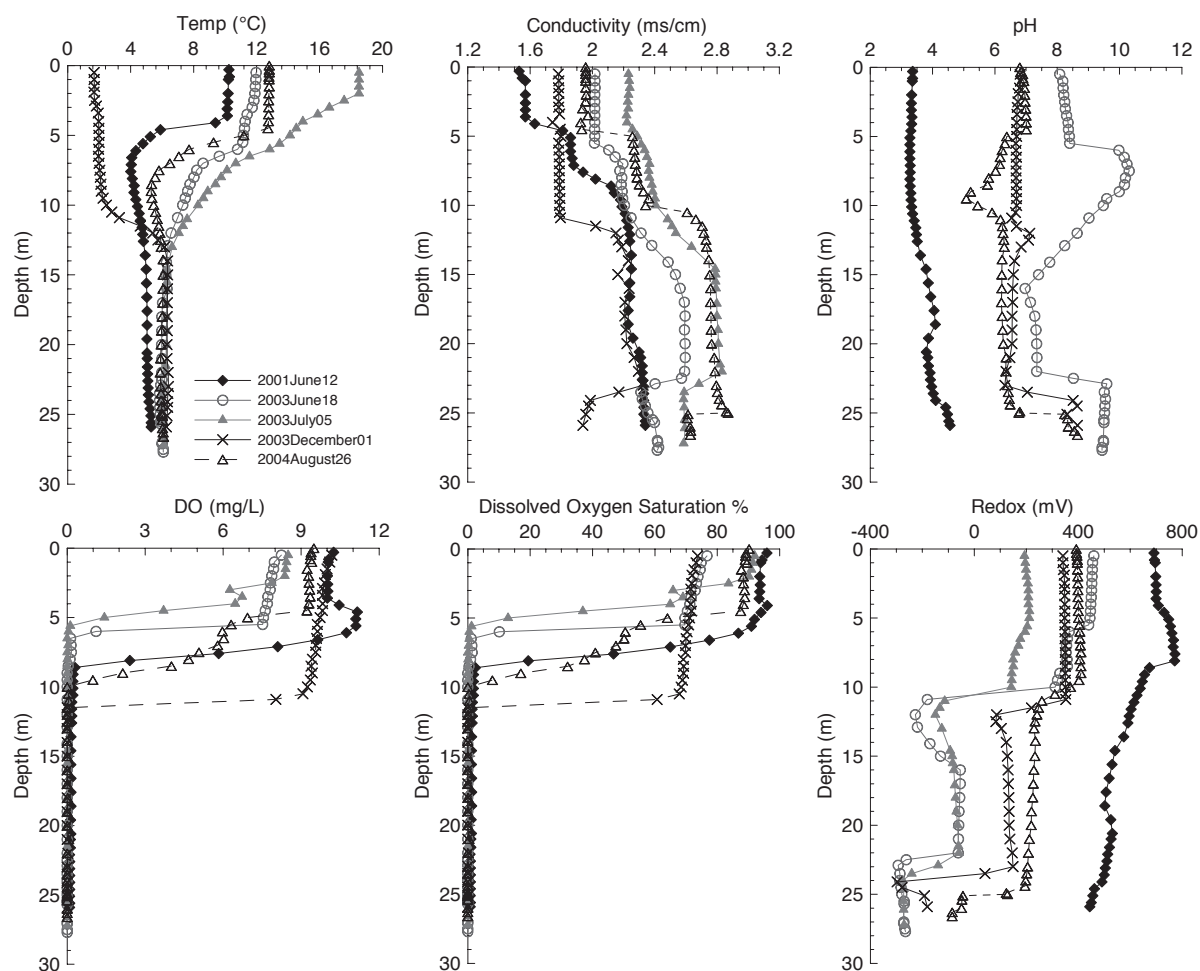 Temp (°C)
0 4 8 12 16 20
0
5
10
15
20
25
30
Depth (m)
2001June12
2003June18
2003July05
2003December01
2004August26
Conductivity (ms/cm)
1.2 1.6 2 2.4 2.8 3.2
0
5
10
15
20
25
30
Depth (m)
pH
2 4 6 8 10 12
0
5
10
15
20
25
30
Depth (m)
DO (mg/L)
0 3 6 9 12
0
5
10
15
20
25
30
Depth (m)
Dissolved Oxygen Saturation %
0 20 40 60 80 100
0
5
10
15
20
25
30
Depth (m)
Redox (mV)
-400 0 400 800
0
5
10
15
20
25
30
Depth (m)